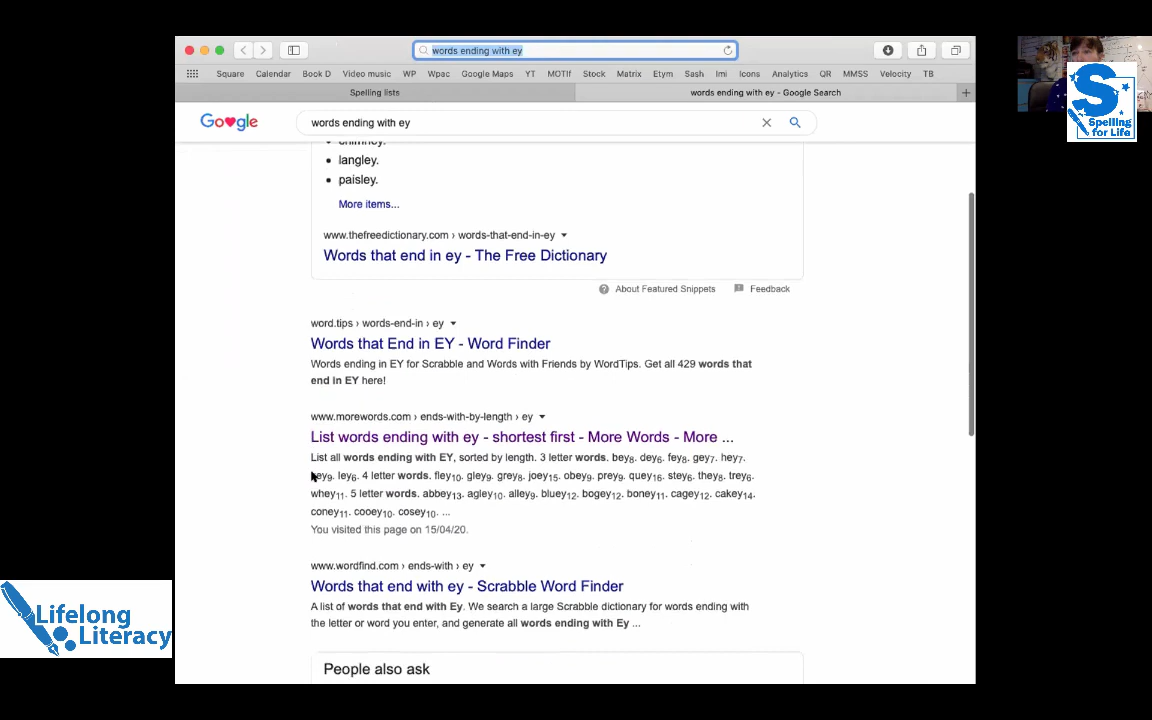 words ending with ey
Square Calendar Book D Video music WP Wpac Google Maps YT MOTIf Stock Matrix Etym Sash Imi Icons Analytics QR MMSS Velocity TB
Spelling lists words ending with ey - Google Search
Google words ending with ey
chimney.
langley.
paisley.
More items...
www.thefreedictionary.com › words-that-end-in-ey
Words that end in ey - The Free Dictionary
About Featured Snippets Feedback
word.tips › words-end-in › ey
Words that End in EY - Word Finder
Words ending in EY for Scrabble and Words with Friends by WordTips. Get all 429 words that
end in EY here!
www.morewords.com › ends-with-by-length › ey
List words ending with ey - shortest first - More Words - More ...
List all words ending with EY, sorted by length. 3 letter words. bey8. dey6. fey8. gey7. hey7.
ley6. 4 letter words. fley10. gley9. grey8. joey15. obey9. prey9. quey16. stey6. they8. trey6.
whey11. 5 letter words. abbey13. agley10. alley9. bluey12. bogey12. boney11. cagey12. cakey14.
coney11. cooey10. cosey10. ...
You visited this page on 15/04/20.
www.wordfind.com › ends-with › ey
Words that end with ey - Scrabble Word Finder
A list of words that end with Ey. We search a large Scrabble dictionary for words ending with
the letter or word you enter, and generate all words ending with Ey ...
People also ask
S
Spelling
for Life
Lifelong
Literacy